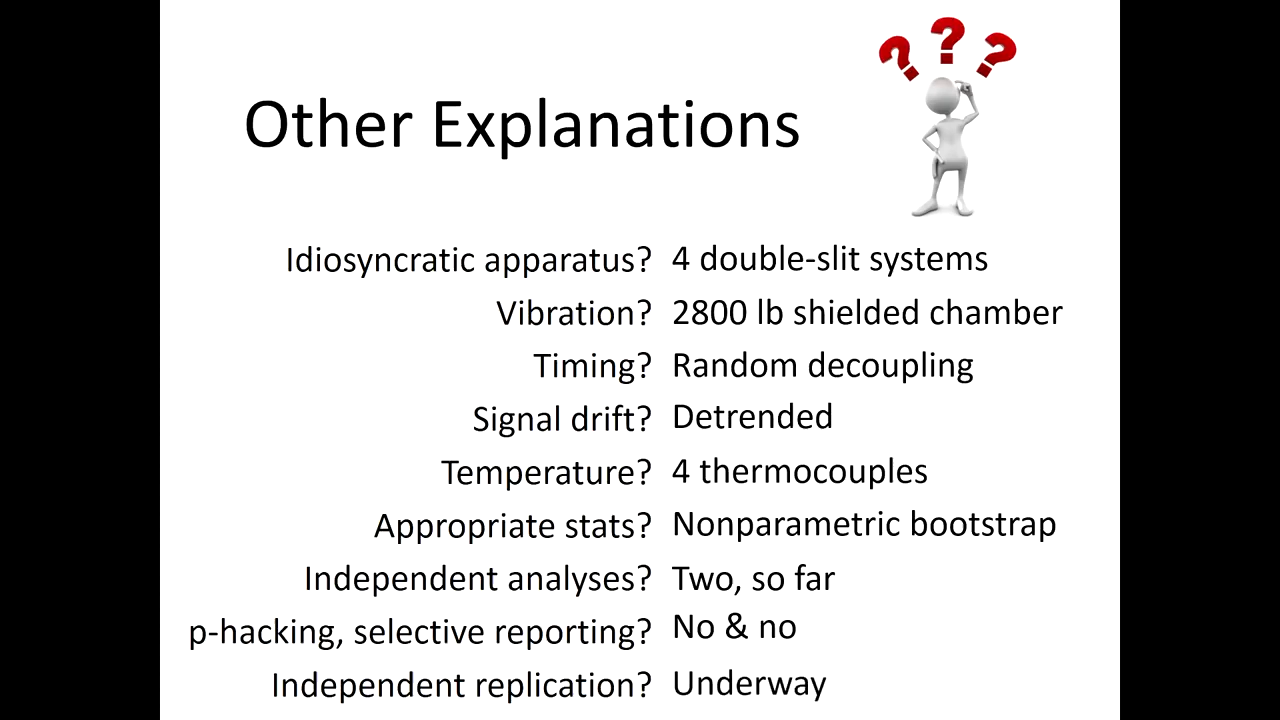 ? ? ?
Other Explanations
Idiosyncratic apparatus? 4 double-slit systems
Vibration? 2800 lb shielded chamber
Timing? Random decoupling
Signal drift? Detrended
Temperature? 4 thermocouples
Appropriate stats? Nonparametric bootstrap
Independent analyses? Two, so far
p-hacking, selective reporting? No & no
Independent replication? Underway